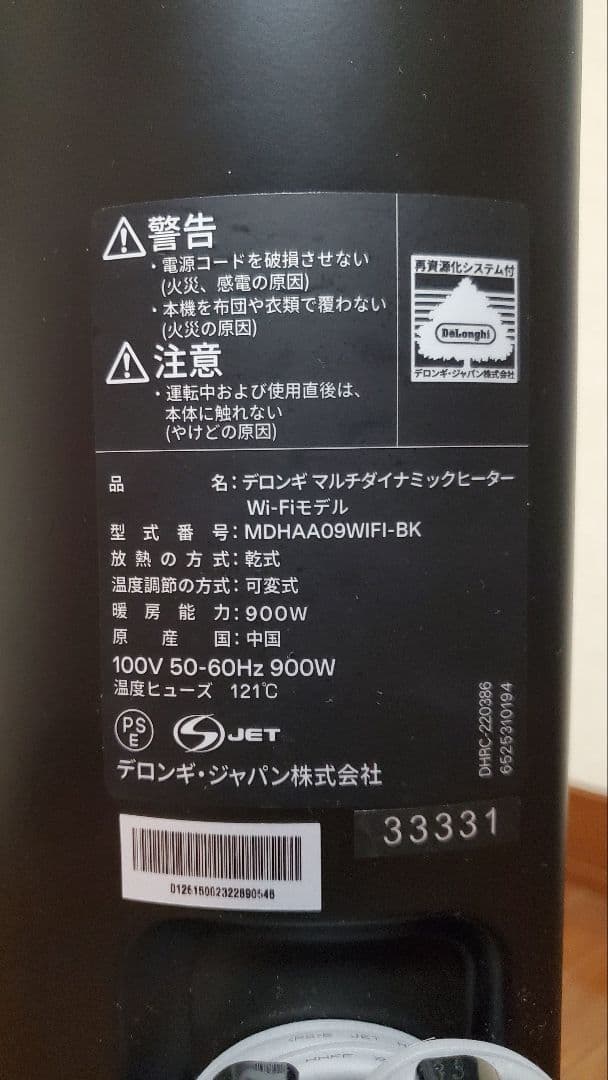 警告
・電源コードを破損させない
(火災、感電の原因)
・本機を布団や衣類で覆わない
(火災の原因)
注意
・運転中および使用直後は、
本体に触れない
(やけどの原因)
再資源化システム付
DeLonghi
デロンギ・ジャパン株式会社
品 名：デロンギ マルチダイナミックヒーター
Wi-Fiモデル
型 式 番 号：MDHAA09WIFI-BK
放 熱 の 方 式：乾式
温度調節の方式：可変式
暖 房 能 力：900W
原 産 国：中国
100V 50-60Hz 900W
温度ヒューズ 121℃
PS
E
JET
デロンギ・ジャパン株式会社
DHRC-220386
6525310194
33331
JET